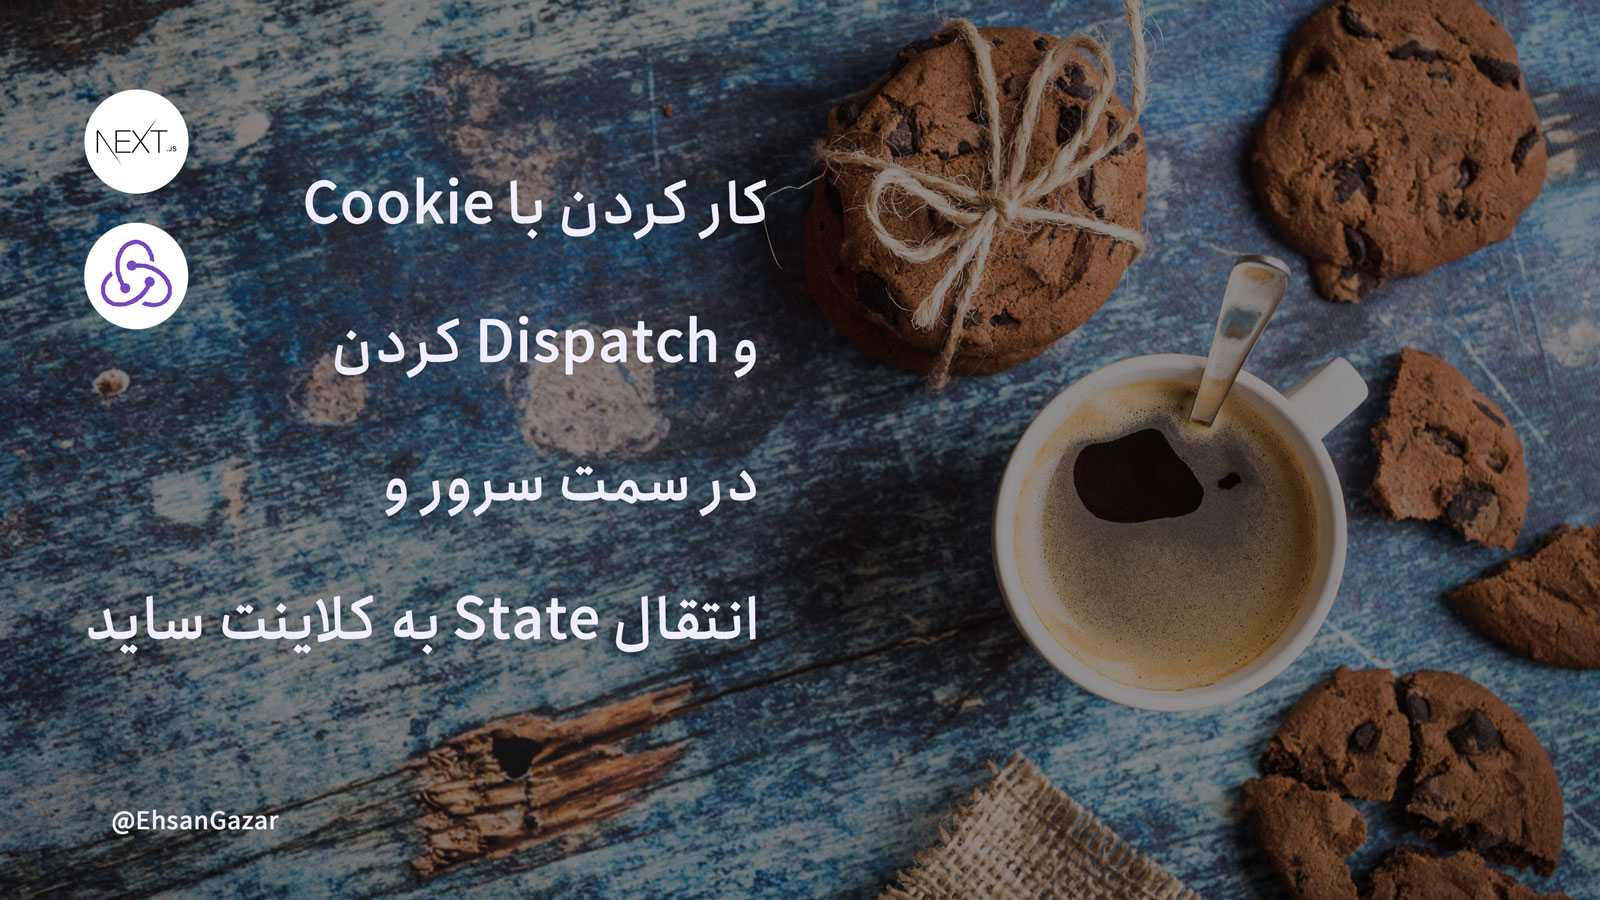 NEXT.JS
کار کردن با Cookie
و Dispatch کردن
در سمت سرور و
انتقال State به کلاینت ساید
@EhsanGazar